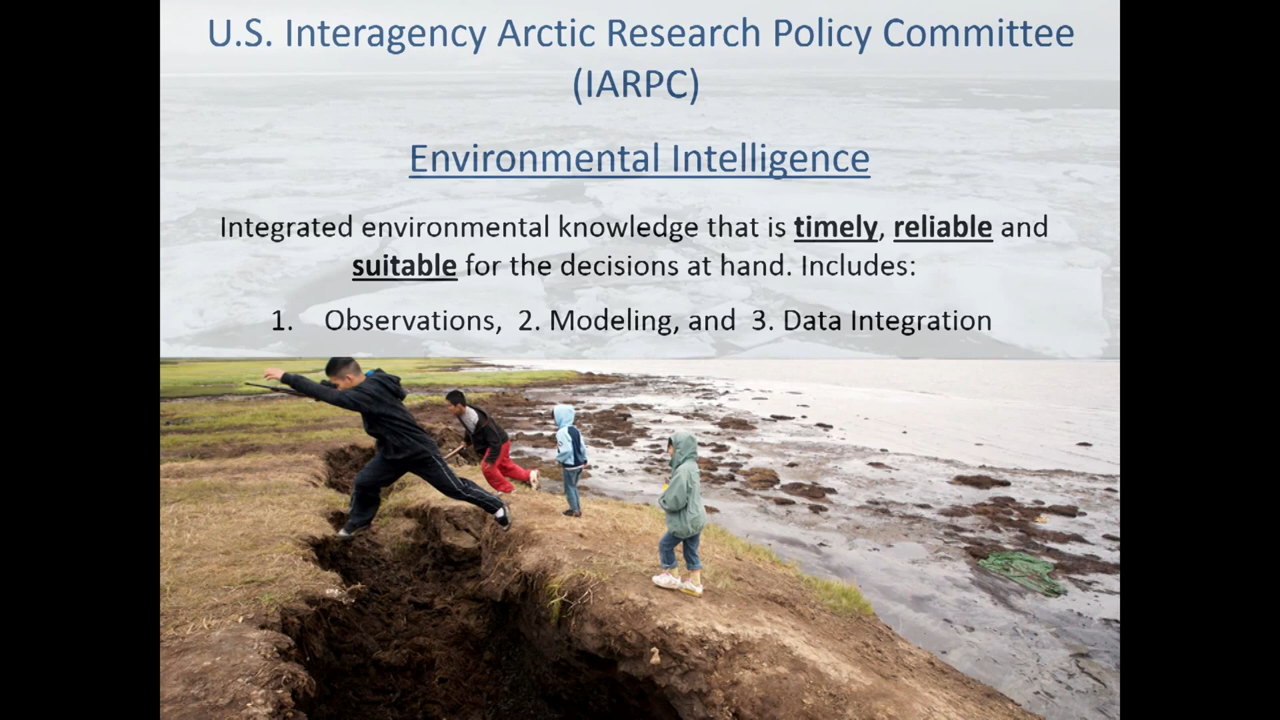 U.S. Interagency Arctic Research Policy Committee
(IARPC)
Environmental Intelligence
Integrated environmental knowledge that is timely, reliable and
suitable for the decisions at hand. Includes:
1. Observations, 2. Modeling, and 3. Data Integration